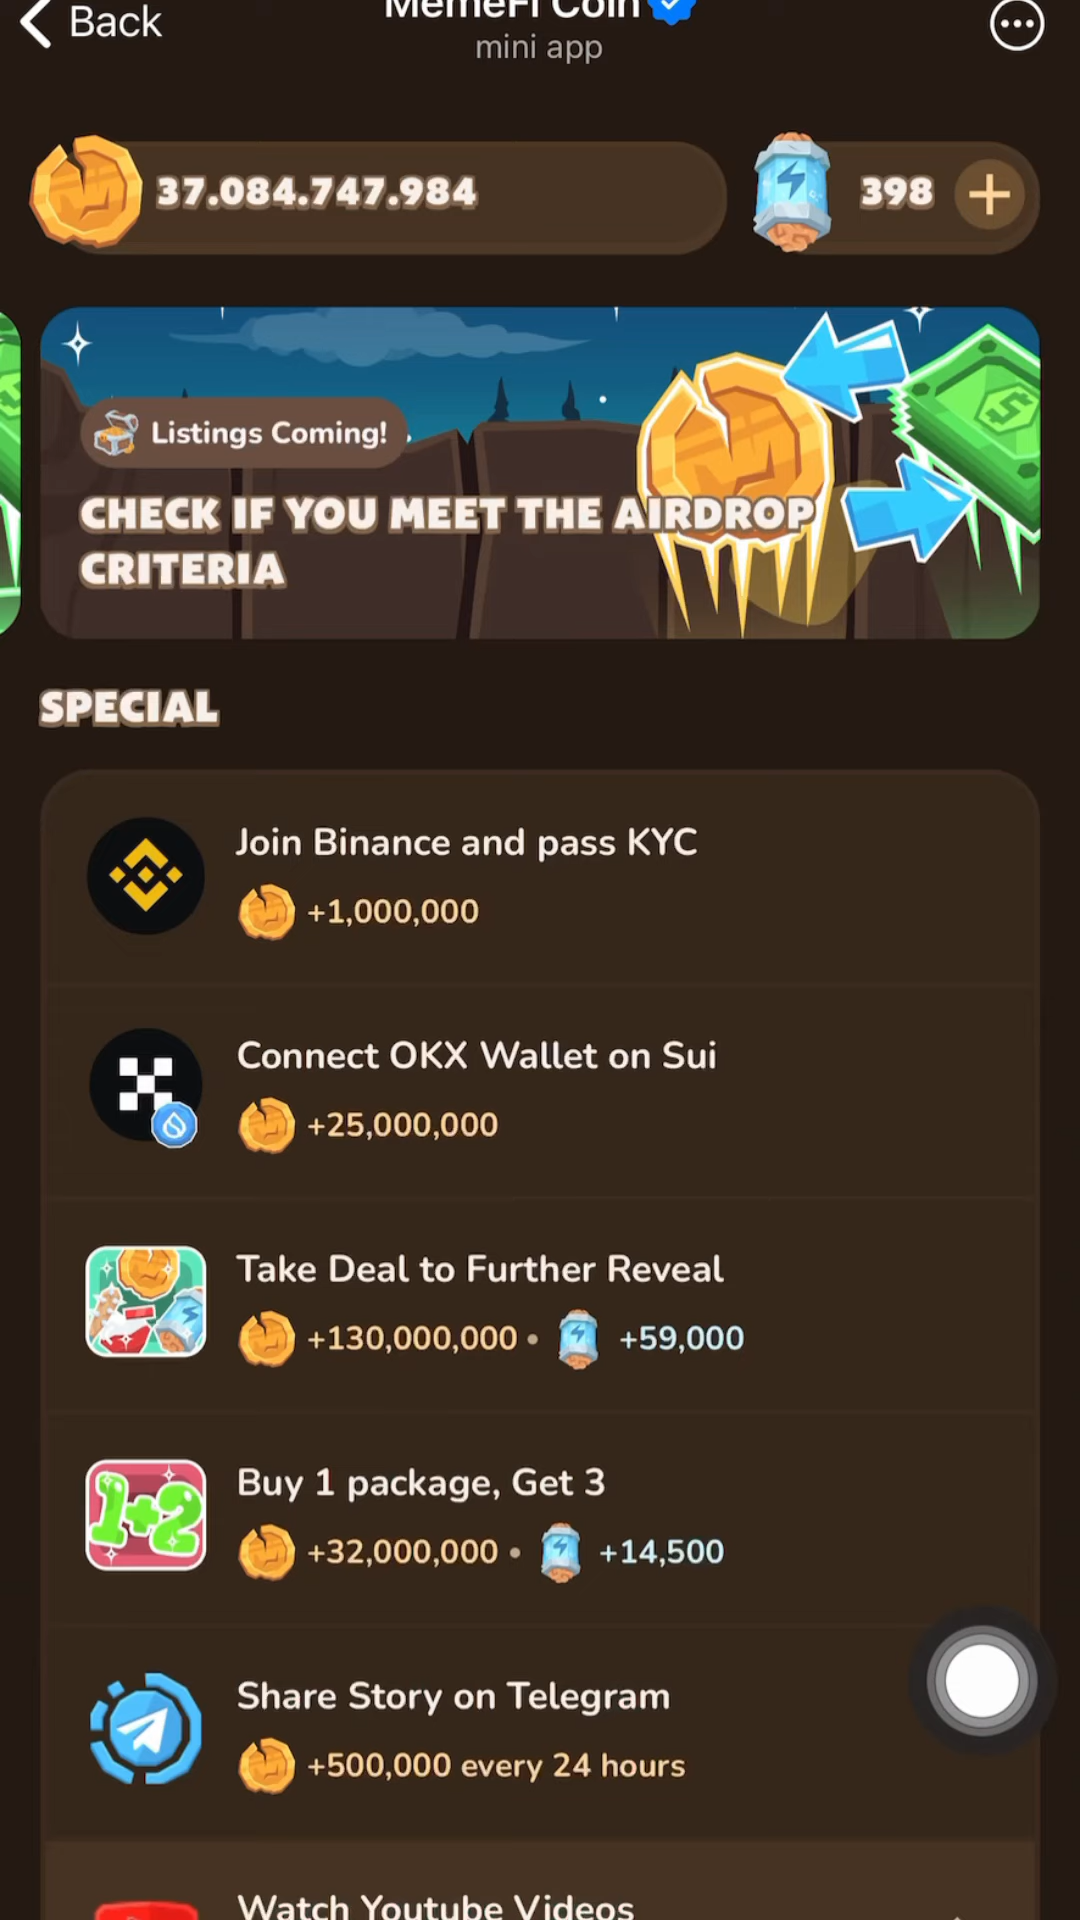 Back
MemeFi Coin
mini app
37.084.747.984
398
Listings Coming!
CHECK IF YOU MEET THE AIRDROP
CRITERIA
SPECIAL
Join Binance and pass KYC
+1,000,000
Connect OKX Wallet on Sui
+25,000,000
Take Deal to Further Reveal
+130,000,000 • +59,000
1+2
Buy 1 package, Get 3
+32,000,000 • +14,500
Share Story on Telegram
+500,000 every 24 hours
Watch Youtube Videos